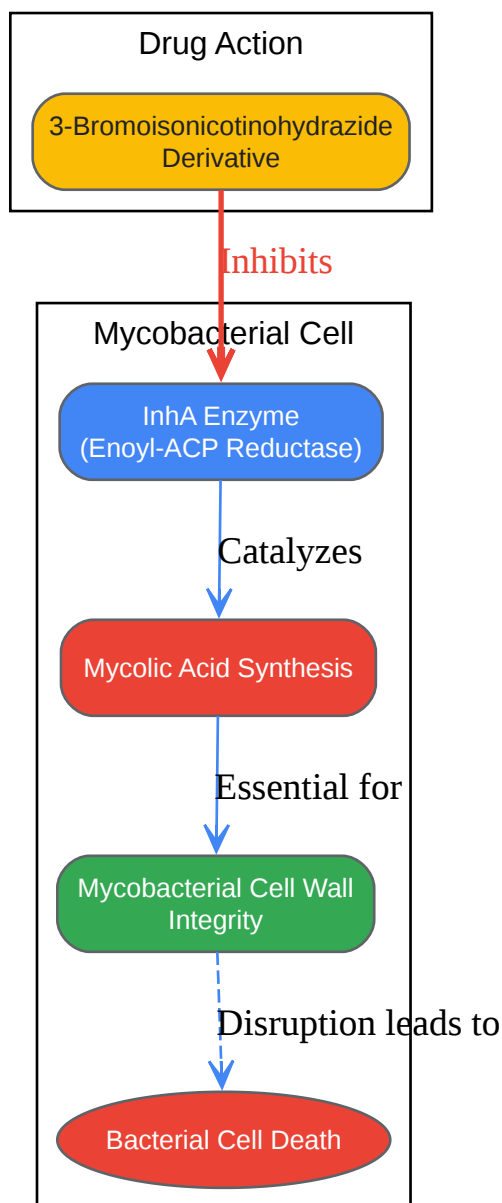 Drug Action
3-Bromoisonicotinohydrazide
Derivative
Inhibits
Mycobacterial Cell
InhA Enzyme
(Enoyl-ACP Reductase)
Catalyzes
Mycolic Acid Synthesis
Essential for
Mycobacterial Cell Wall
Integrity
Disruption leads to
Bacterial Cell Death